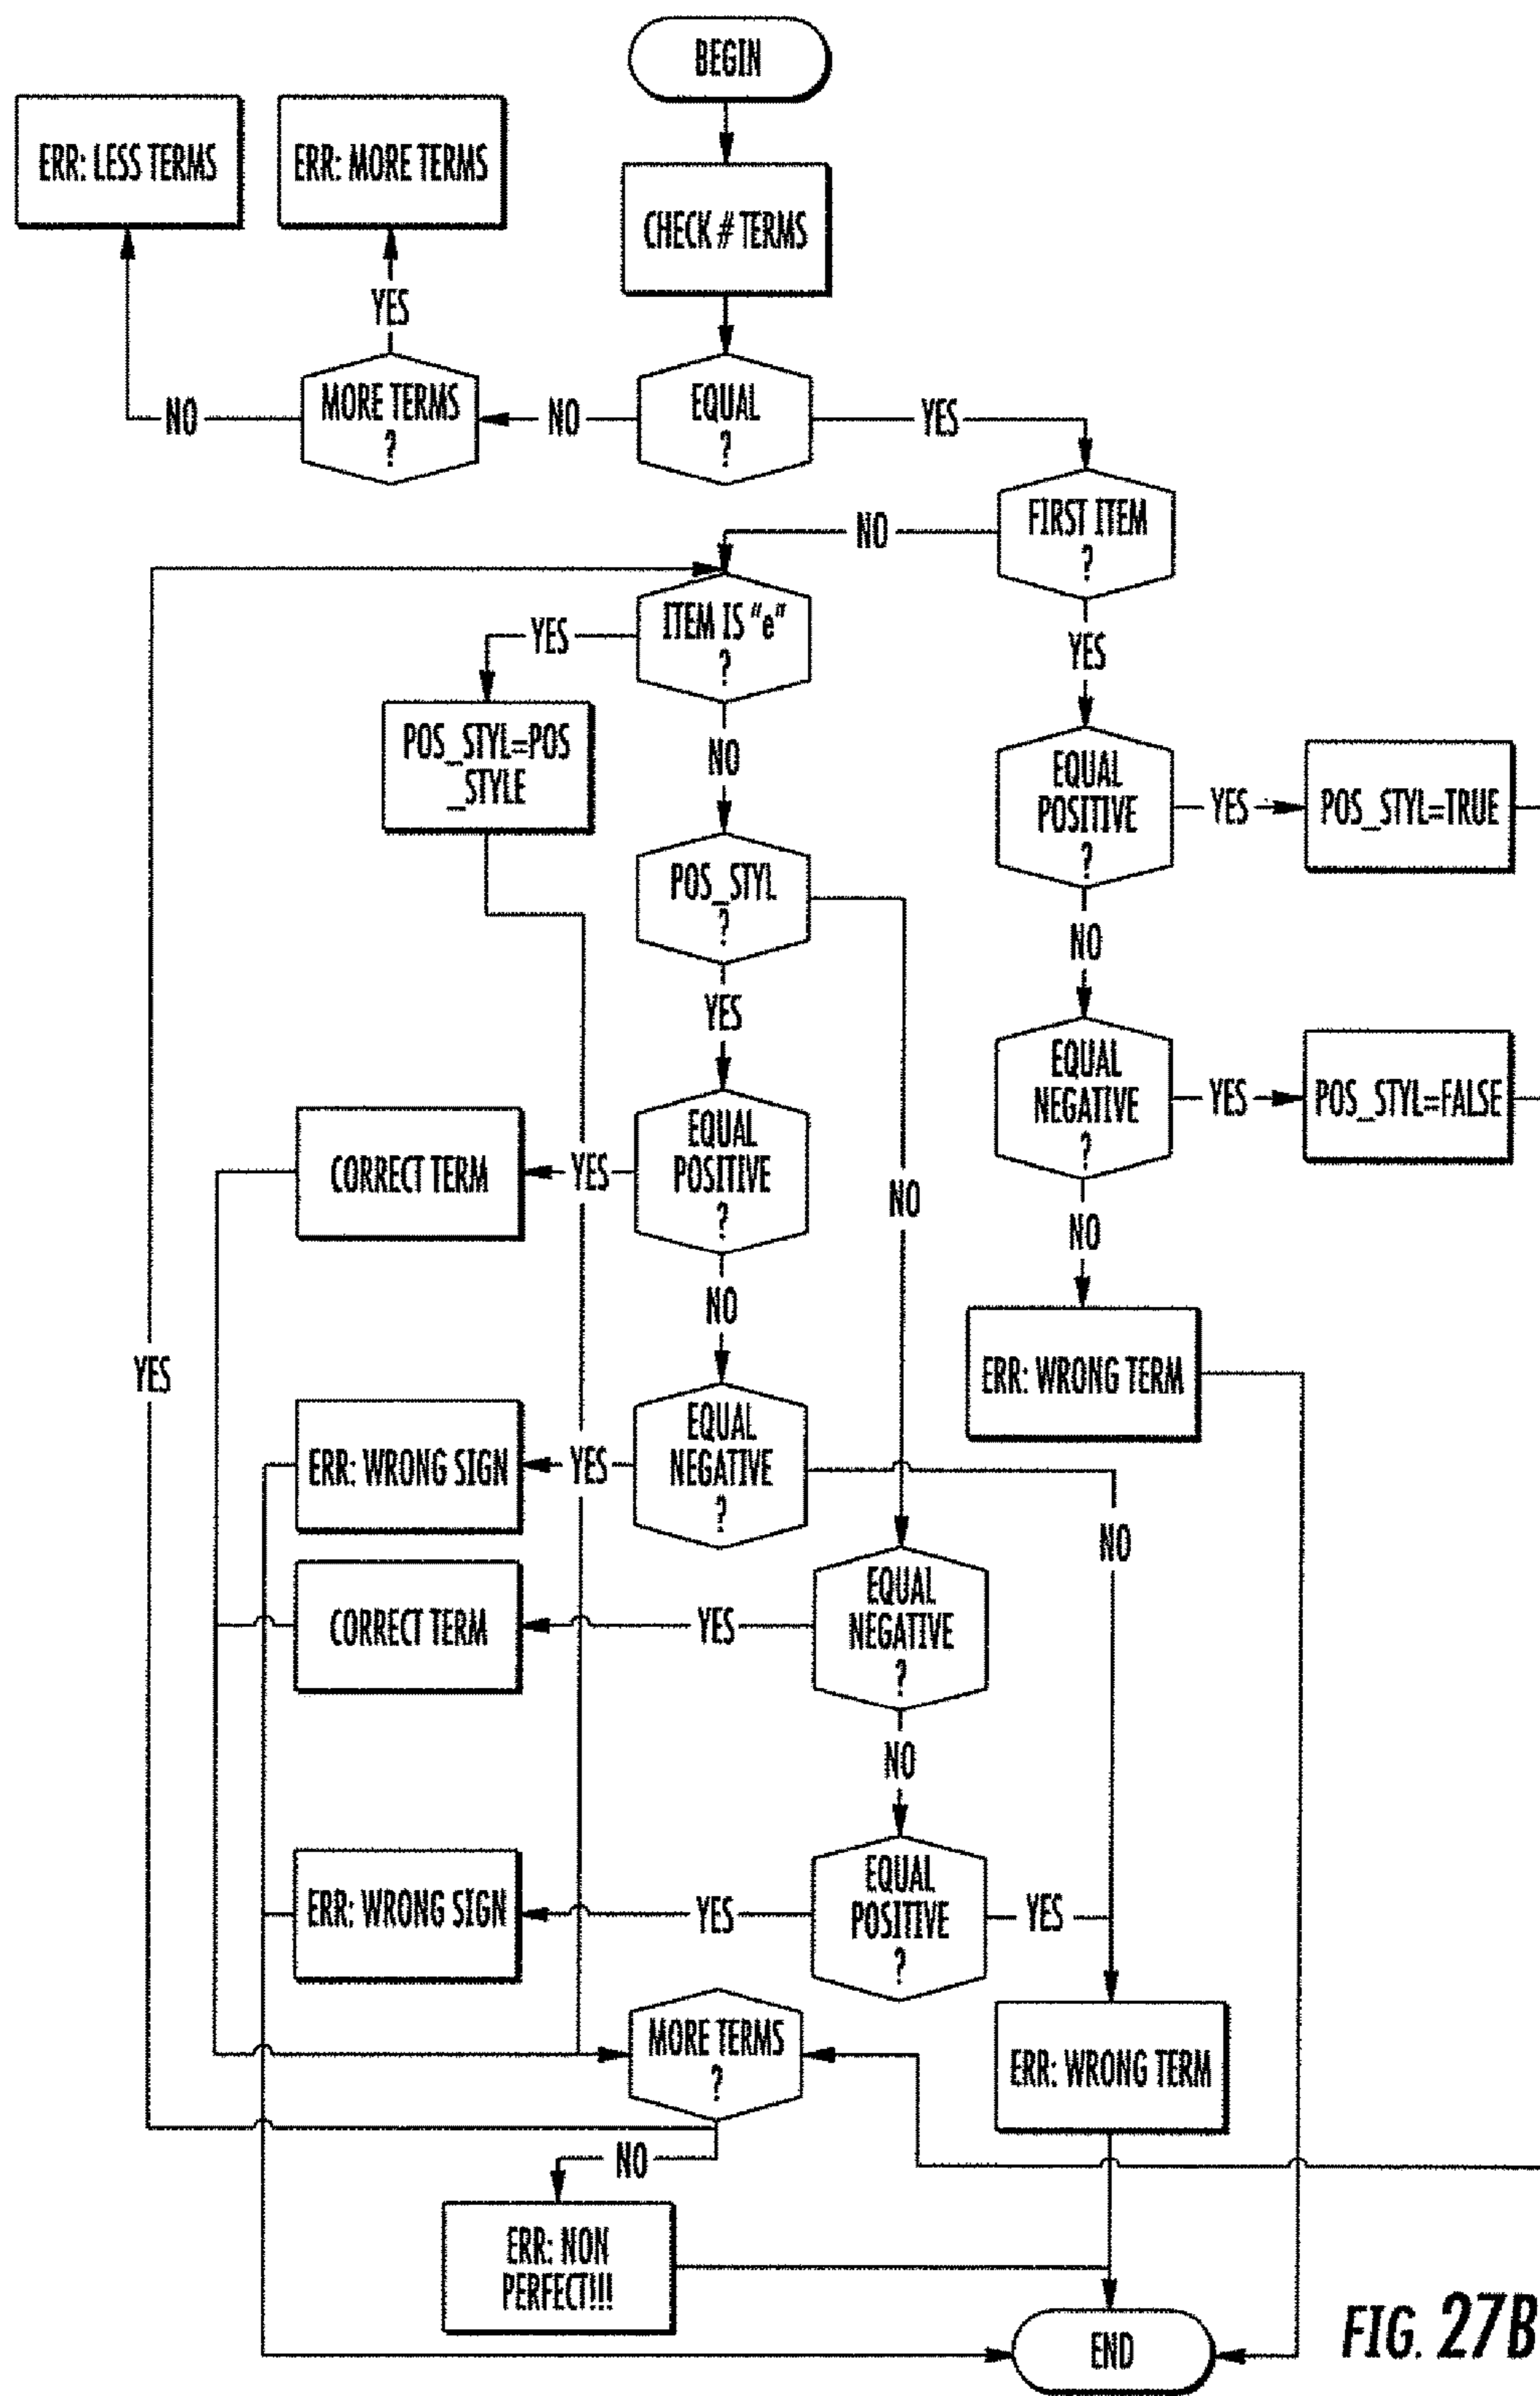 BEGIN
ERR: LESS TERMS
ERR: MORE TERMS
CHECK # TERMS
YES
MORE TERMS
?
NO
NO
EQUAL
?
YES
FIRST ITEM
?
NO
ITEM IS "e"
?
YES
YES
POS_STYL=POS
_STYLE
NO
EQUAL
POSITIVE
?
YES
POS_STYL=TRUE
POS_STYL
?
NO
YES
EQUAL
NEGATIVE
?
YES
POS_STYL=FALSE
CORRECT TERM
YES
EQUAL
POSITIVE
?
NO
NO
NO
YES
ERR: WRONG TERM
ERR: WRONG SIGN
YES
EQUAL
NEGATIVE
?
NO
CORRECT TERM
YES
EQUAL
NEGATIVE
?
NO
ERR: WRONG SIGN
YES
EQUAL
POSITIVE
?
YES
MORE TERMS
?
ERR: WRONG TERM
NO
ERR: NON
PERFECT!!!
END
FIG. 27B